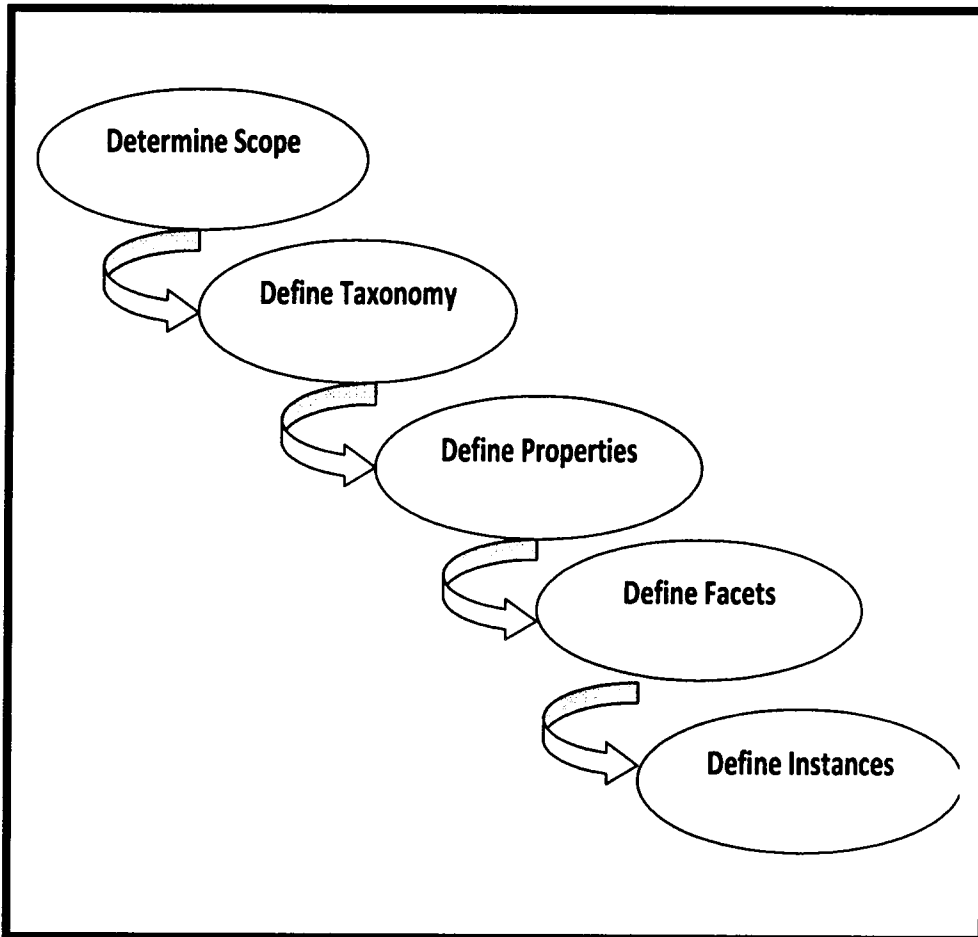 Determine Scope
Define Taxonomy
Define Properties
Define Facets
Define Instances